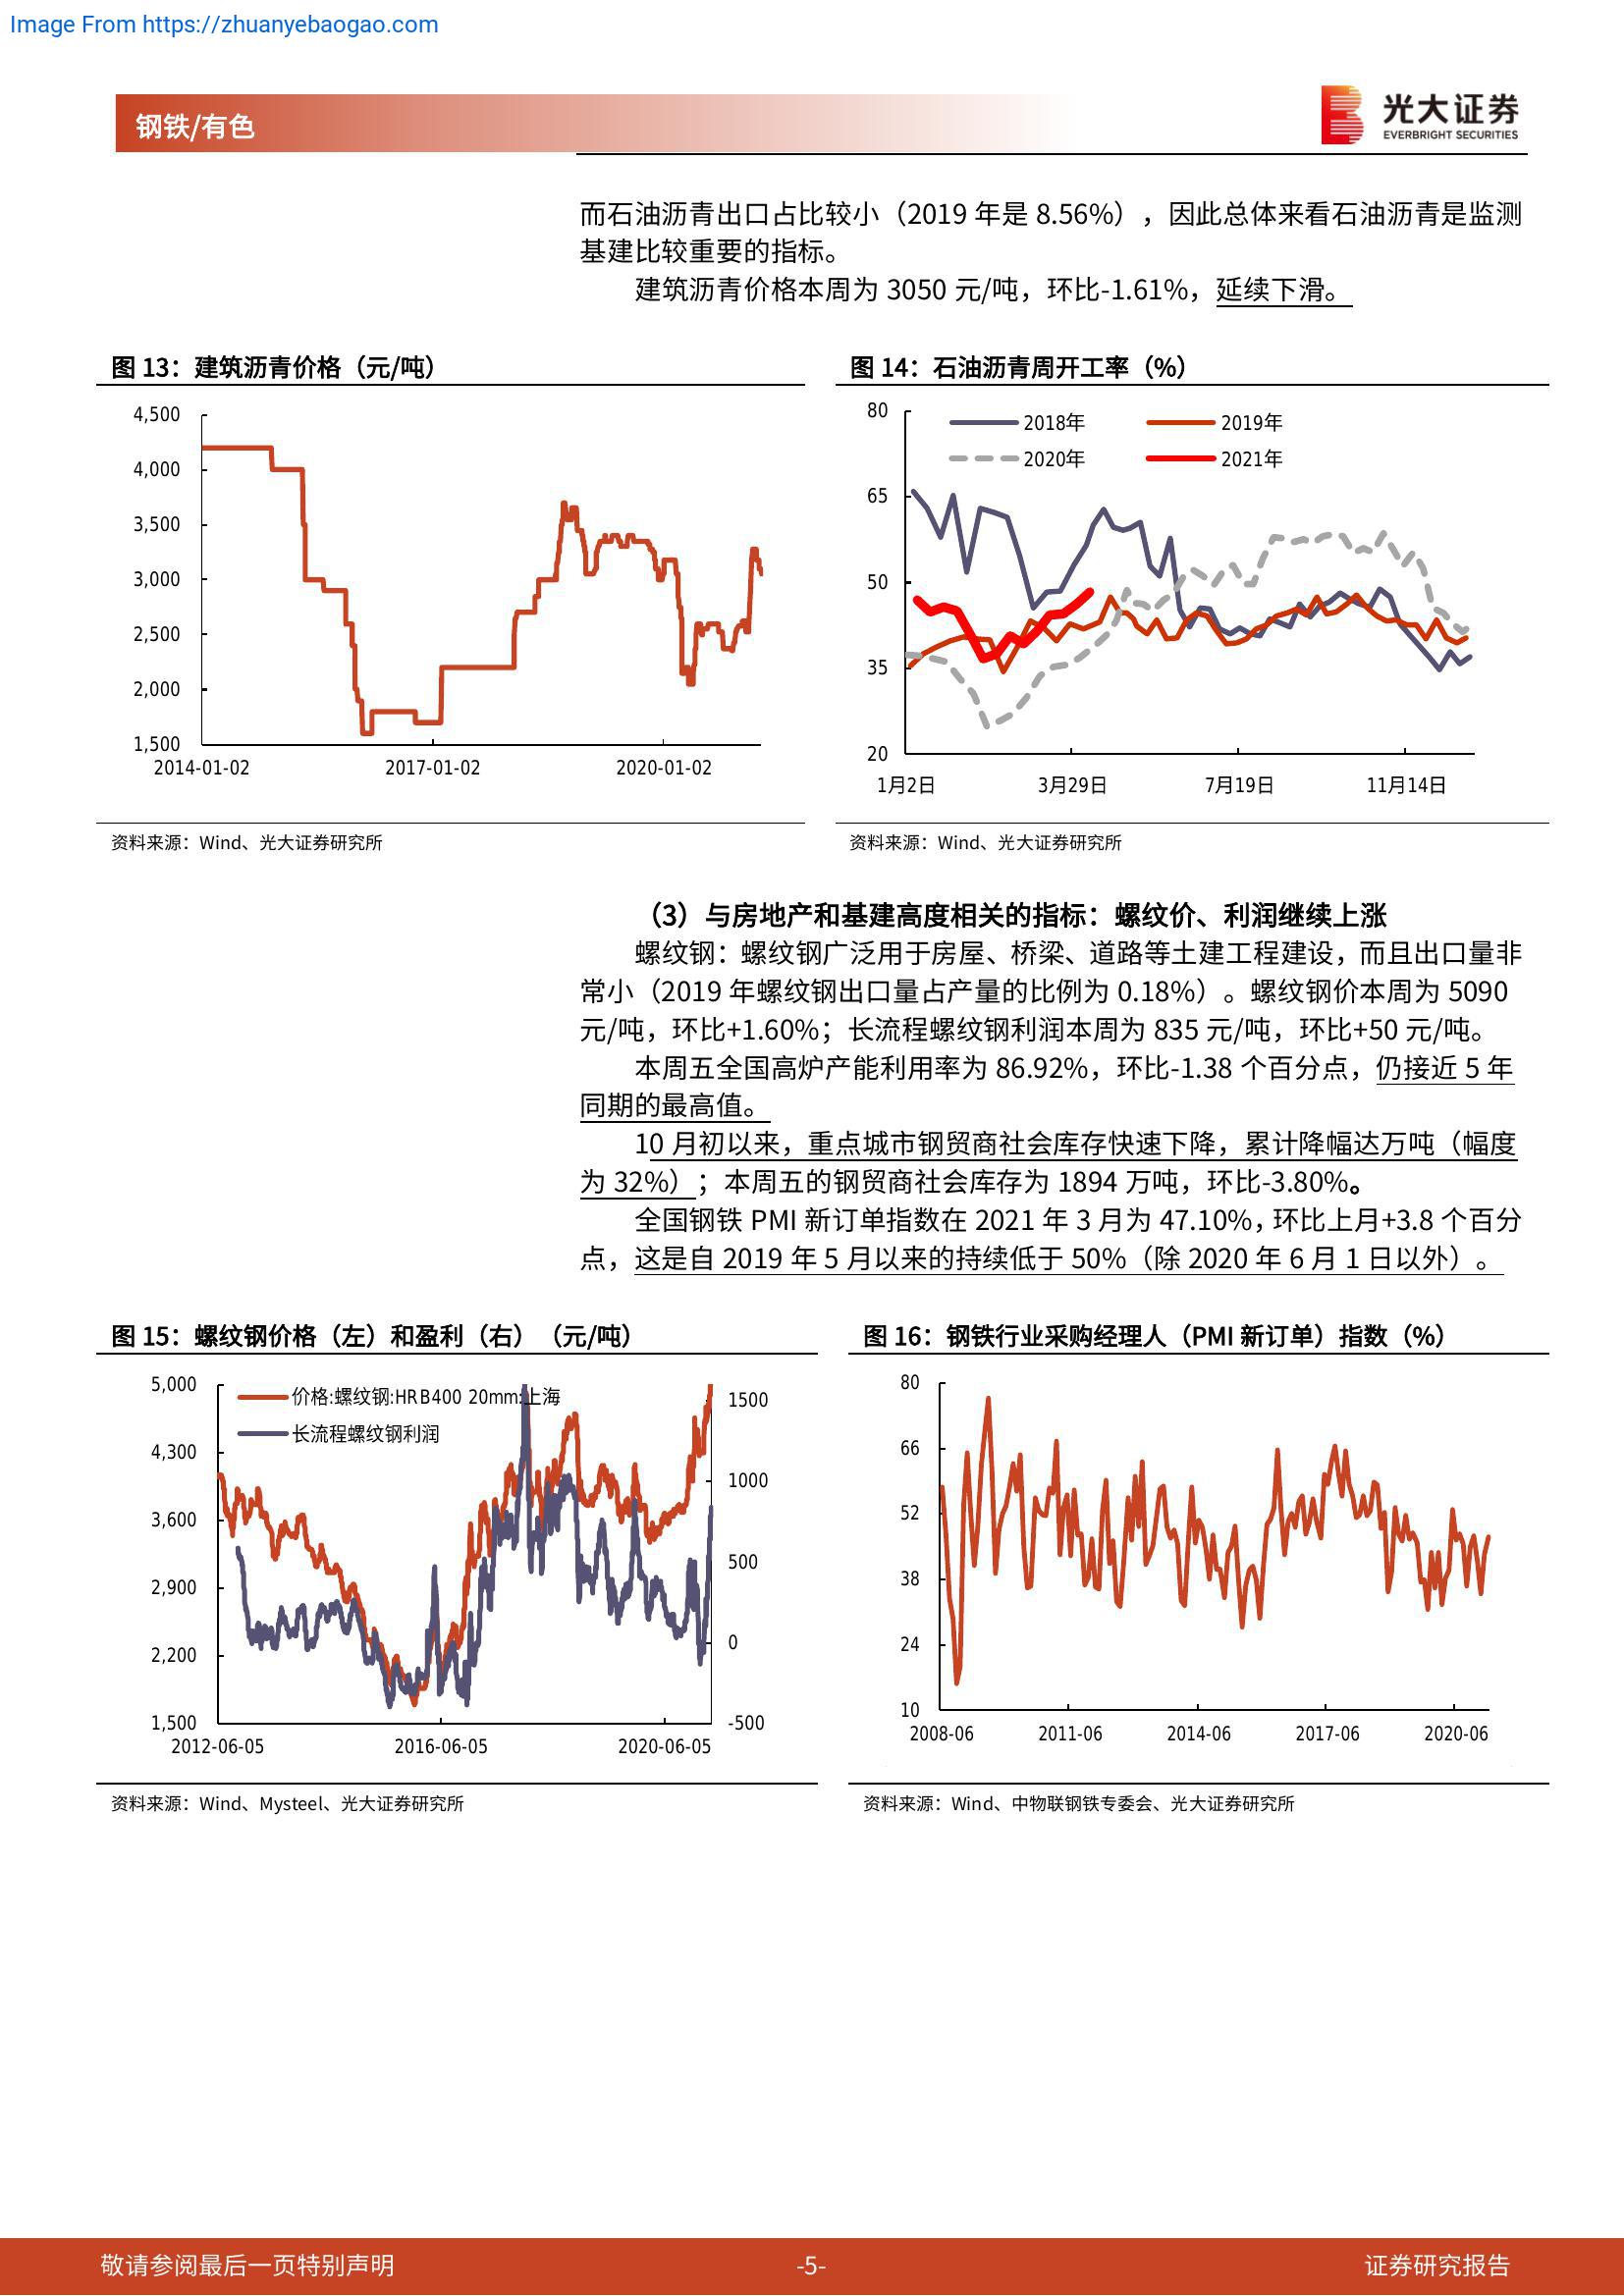 Image From https://zhuanyebaogao.com
钢铁/有色
光大证券
EVERBRIGHT SECURITIES
而石油沥青出口占比较小（2019 年是 8.56%），因此总体来看石油沥青是监测
基建比较重要的指标。
建筑沥青价格本周为 3050 元/吨，环比-1.61%，延续下滑。
图 13：建筑沥青价格（元/吨）
4,500
4,000
3,500
3,000
2,500
2,000
1,500
2014-01-02 2017-01-02 2020-01-02
资料来源：Wind、光大证券研究所
图 14：石油沥青周开工率（%）
2018年 2019年
2020年 2021年
80
65
50
35
20
1月2日 3月29日 7月19日 11月14日
资料来源：Wind、光大证券研究所
（3）与房地产和基建高度相关的指标：螺纹价、利润继续上涨
螺纹钢：螺纹钢广泛用于房屋、桥梁、道路等土建工程建设，而且出口量非
常小（2019 年螺纹钢出口量占产量的比例为 0.18%）。螺纹钢价本周为 5090
元/吨，环比+1.60%；长流程螺纹钢利润本周为 835 元/吨，环比+50 元/吨。
本周五全国高炉产能利用率为 86.92%，环比-1.38 个百分点，仍接近 5 年
同期的最高值。
10 月初以来，重点城市钢贸商社会库存快速下降，累计降幅达万吨（幅度
为 32%）；本周五的钢贸商社会库存为 1894 万吨，环比-3.80%。
全国钢铁 PMI 新订单指数在 2021 年 3 月为 47.10%，环比上月+3.8 个百分
点，这是自 2019 年 5 月以来的持续低于 50%（除 2020 年 6 月 1 日以外）。
图 15：螺纹钢价格（左）和盈利（右）（元/吨）
价格:螺纹钢:HRB400 20mm:上海
长流程螺纹钢利润
5,000
4,300
3,600
2,900
2,200
1,500
1500
1000
500
0
-500
2012-06-05 2016-06-05 2020-06-05
资料来源：Wind、Mysteel、光大证券研究所
图 16：钢铁行业采购经理人（PMI 新订单）指数（%）
80
66
52
38
24
10
2008-06 2011-06 2014-06 2017-06 2020-06
资料来源：Wind、中物联钢铁专委会、光大证券研究所
敬请参阅最后一页特别声明
-5-
证券研究报告